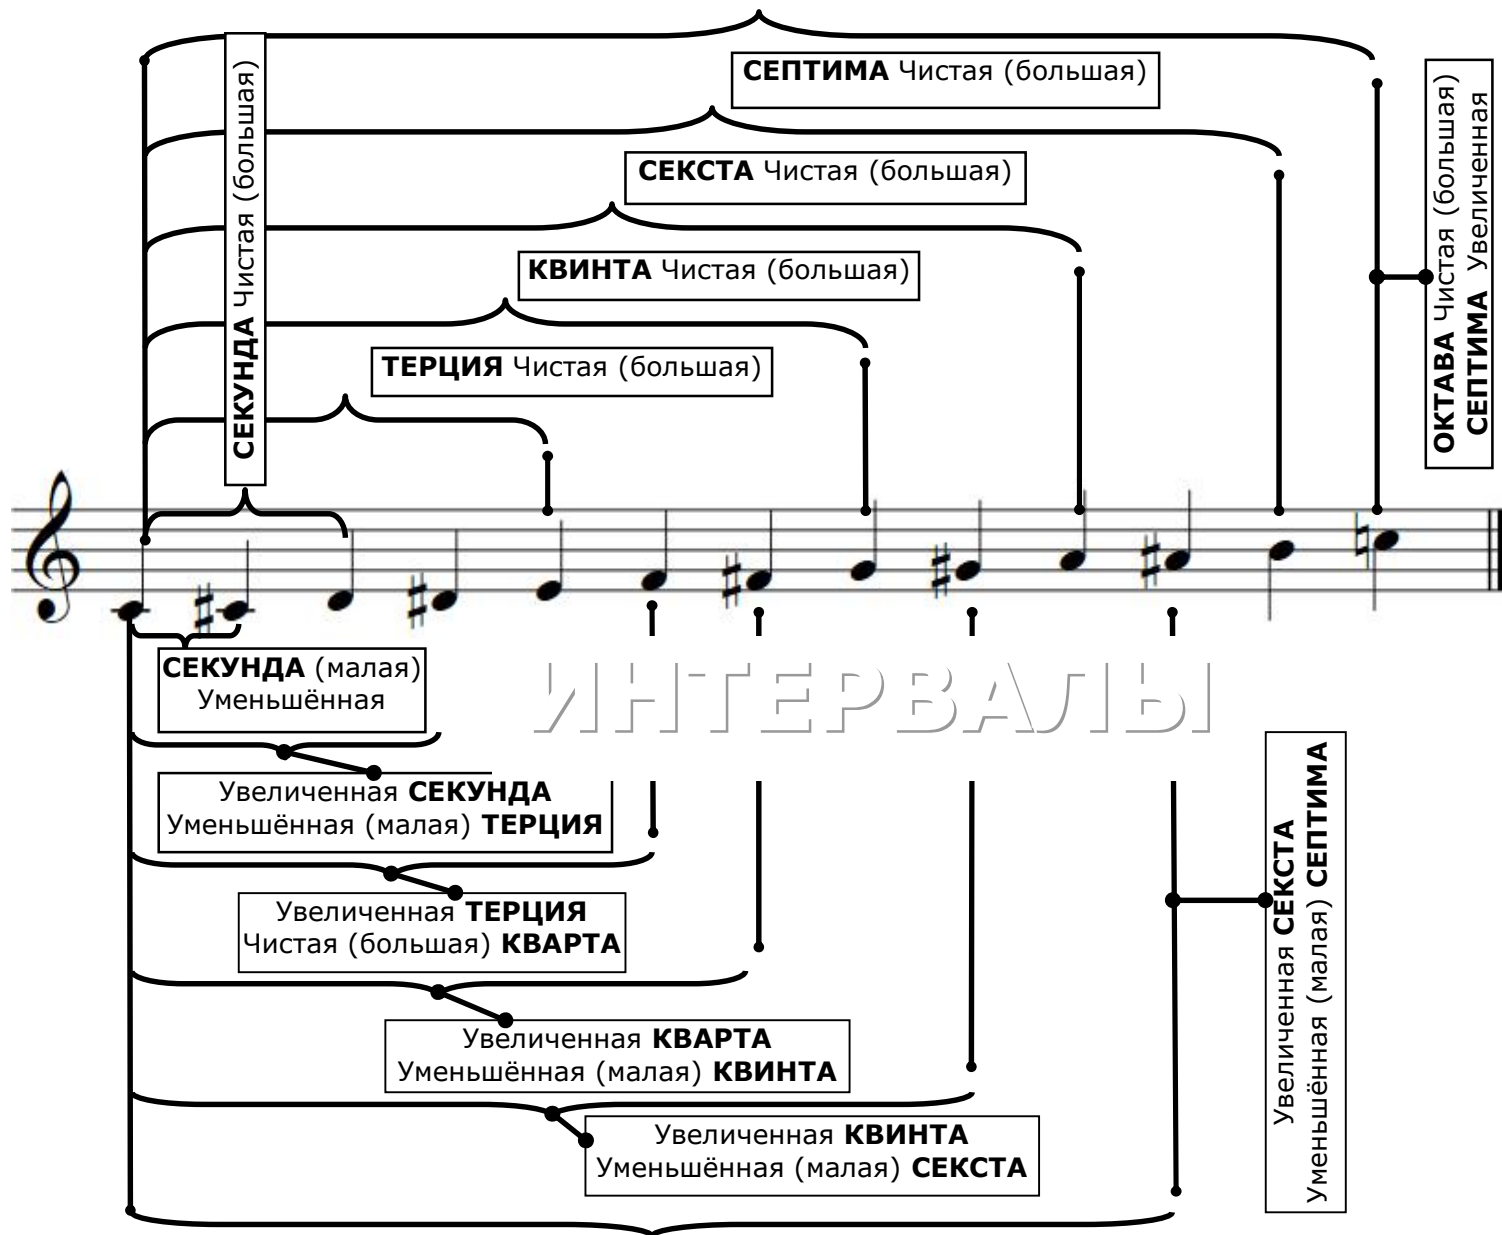 СЕПТИМА Чистая (большая)
СЕКСТА Чистая (большая)
КВИНТА Чистая (большая)
ТЕРЦИЯ Чистая (большая)
СЕКУНДА Чистая (большая)
ОКТАВА Чистая (большая)
СЕПТИМА Увеличенная
СЕКУНДА (малая)
Уменьшённая
ИНТЕРВАЛЫ
Увеличенная СЕКУНДА
Уменьшённая (малая) ТЕРЦИЯ
Увеличенная ТЕРЦИЯ
Чистая (большая) КВАРТА
Увеличенная КВАРТА
Уменьшённая (малая) КВИНТА
Увеличенная КВИНТА
Уменьшённая (малая) СЕКСТА
Увеличенная СЕКСТА
Уменьшённая (малая) СЕПТИМА